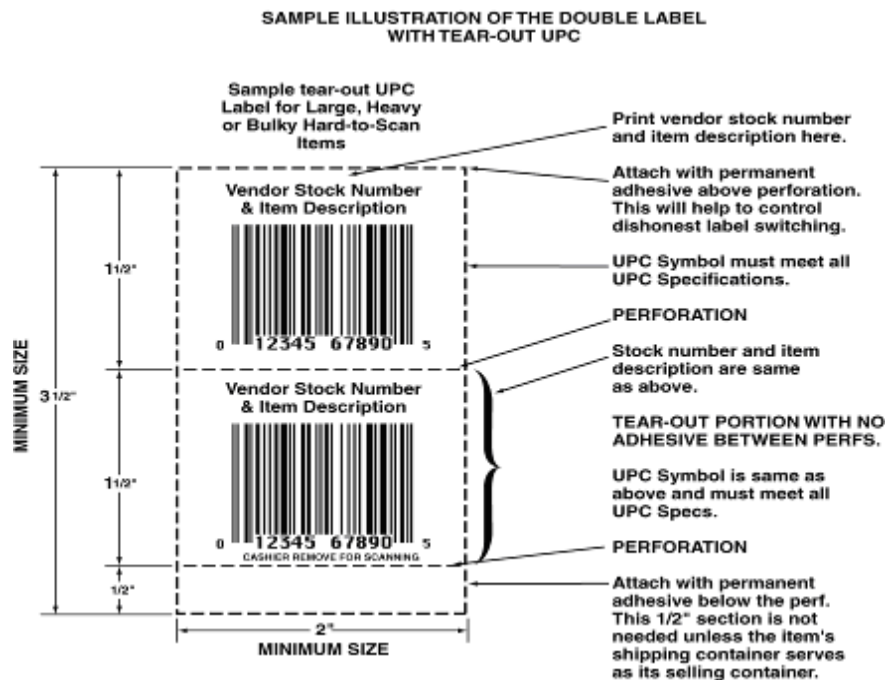 SAMPLE ILLUSTRATION OF THE DOUBLE LABEL
WITH TEAR-OUT UPC
Sample tear-out UPC
Label for Large, Heavy
or Bulky Hard-to-Scan
Items
Print vendor stock number
and item description here.
Attach with permanent
adhesive above perforation.
This will help to control
dishonest label switching.
UPC Symbol must meet all
UPC Specifications.
PERFORATION
Stock number and item
description are same
as above.
TEAR-OUT PORTION WITH NO
ADHESIVE BETWEEN PERFS.
UPC Symbol is same as
above and must meet all
UPC Specs.
PERFORATION
Attach with permanent
adhesive below the perf.
This 1/2" section is not
needed unless the item's
shipping container serves
as its selling container.
Vendor Stock Number
& Item Description
0 12345 67890 5
Vendor Stock Number
& Item Description
0 12345 67890 5
CASHIER REMOVE FOR SCANNING
MINIMUM SIZE
3 1/2"
1 1/2"
1 1/2"
1/2"
2"
MINIMUM SIZE